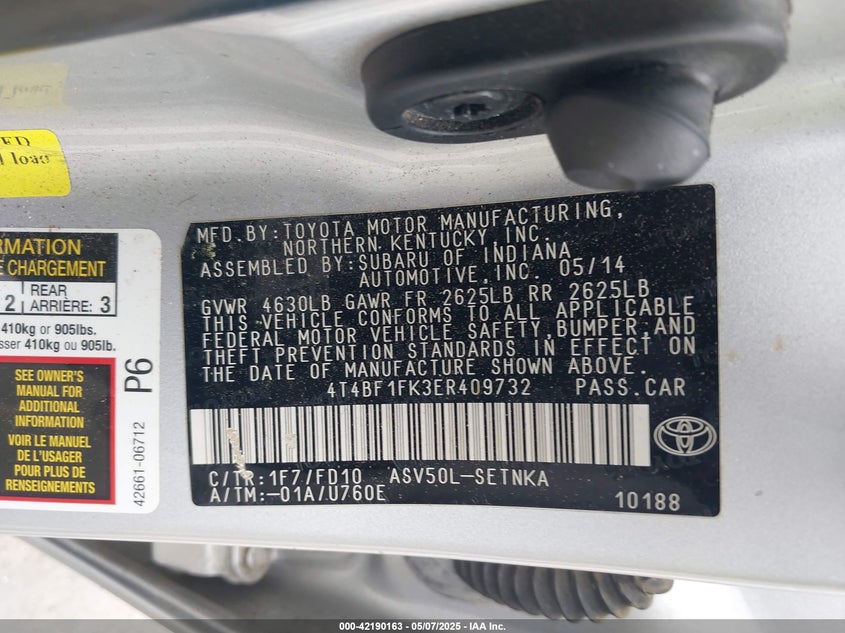 l load
RMATION
E CHARGEMENT
2 REAR ARRIÈRE: 3
410kg or 905lbs.
sser 410kg ou 905lb.
SEE OWNER'S
MANUAL FOR
ADDITIONAL
INFORMATION
VOIR LE MANUEL
DE L'USAGER
POUR PLUS DE
RENSEIGNEMENTS
P6
42661-06712
MFD.BY:TOYOTA MOTOR MANUFACTURING,
NORTHERN KENTUCKY, INC.
ASSEMBLED BY:SUBARU OF INDIANA
AUTOMOTIVE,INC. 05/14
GVWR 4630LB GAWR FR 2625LB RR 2625LB
THIS VEHICLE CONFORMS TO ALL APPLICABLE
FEDERAL MOTOR VEHICLE SAFETY,BUMPER,AND
THEFT PREVENTION STANDARDS IN EFFECT ON
THE DATE OF MANUFACTURE SHOWN ABOVE.
4T4BF1FK3ER409732 PASS.CAR
C/TR:1F7/FD10 ASV50L-SETNKA
A/TM:-01A/U760E
10188
000-42190163 - 05/07/2025 - IAA Inc.